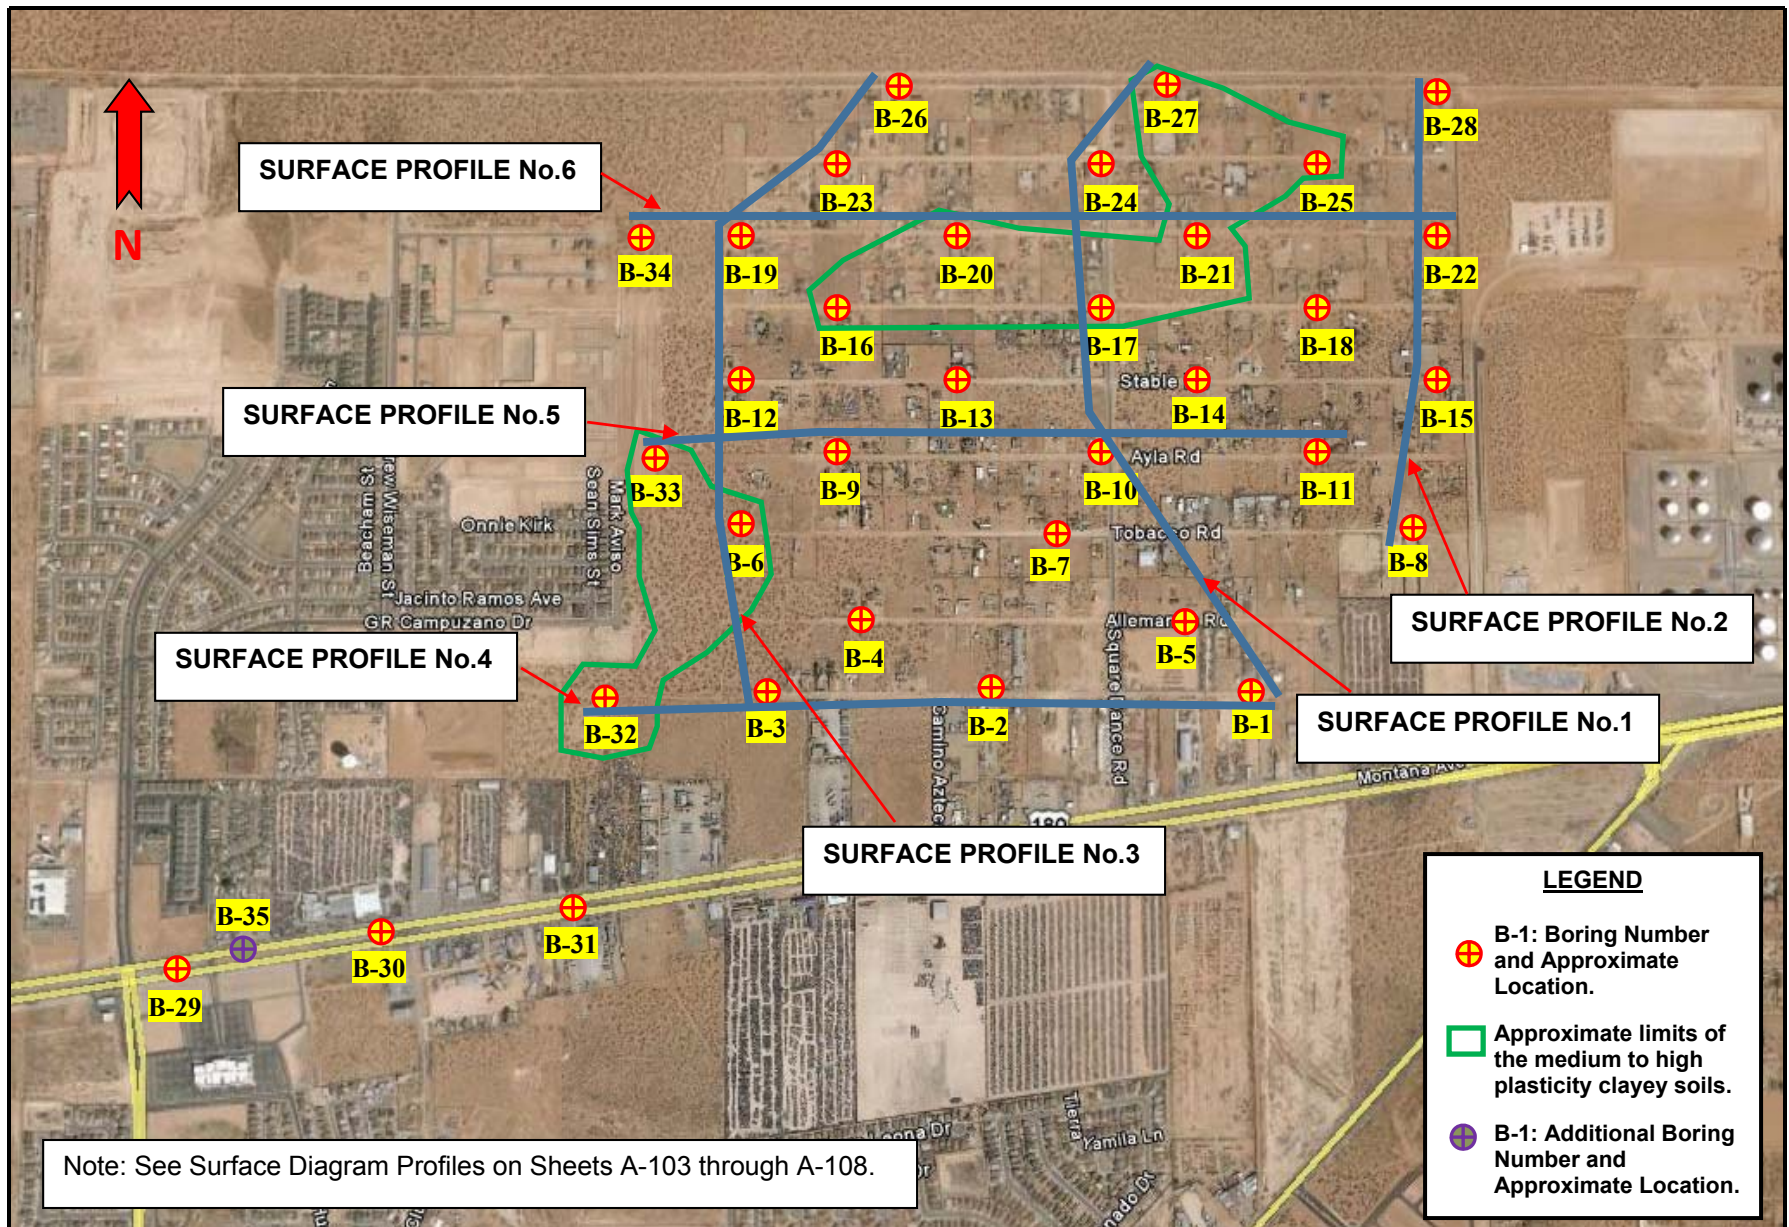 B-26
B-27
B-28
SURFACE PROFILE No.6
B-23
B-24
B-25
N
B-34
B-19
B-20
B-21
B-22
B-16
B-17
B-18
Stable
SURFACE PROFILE No.5
B-12
B-13
B-14
B-15
Ayla Rd
B-33
B-9
B-10
B-11
Beacham St
rew Wiseman St
Sean Sims St
Mark Aviso
Onnie Kirk
Tobacco Rd
B-6
B-7
B-8
Jacinto Ramos Ave
GR Campuzano Dr
Allemande Rd
SURFACE PROFILE No.2
SURFACE PROFILE No.4
B-4
B-5
Square Dance Rd
B-32
B-3
B-2
B-1
SURFACE PROFILE No.1
Camino Aztec
Montana Ave
180
SURFACE PROFILE No.3
LEGEND
B-35
B-1: Boring Number
and Approximate
Location.
B-31
B-30
B-29
Approximate limits of
the medium to high
plasticity clayey soils.
Tierra
Yamila Ln
B-1: Additional Boring
Number and
Approximate Location.
Note: See Surface Diagram Profiles on Sheets A-103 through A-108.